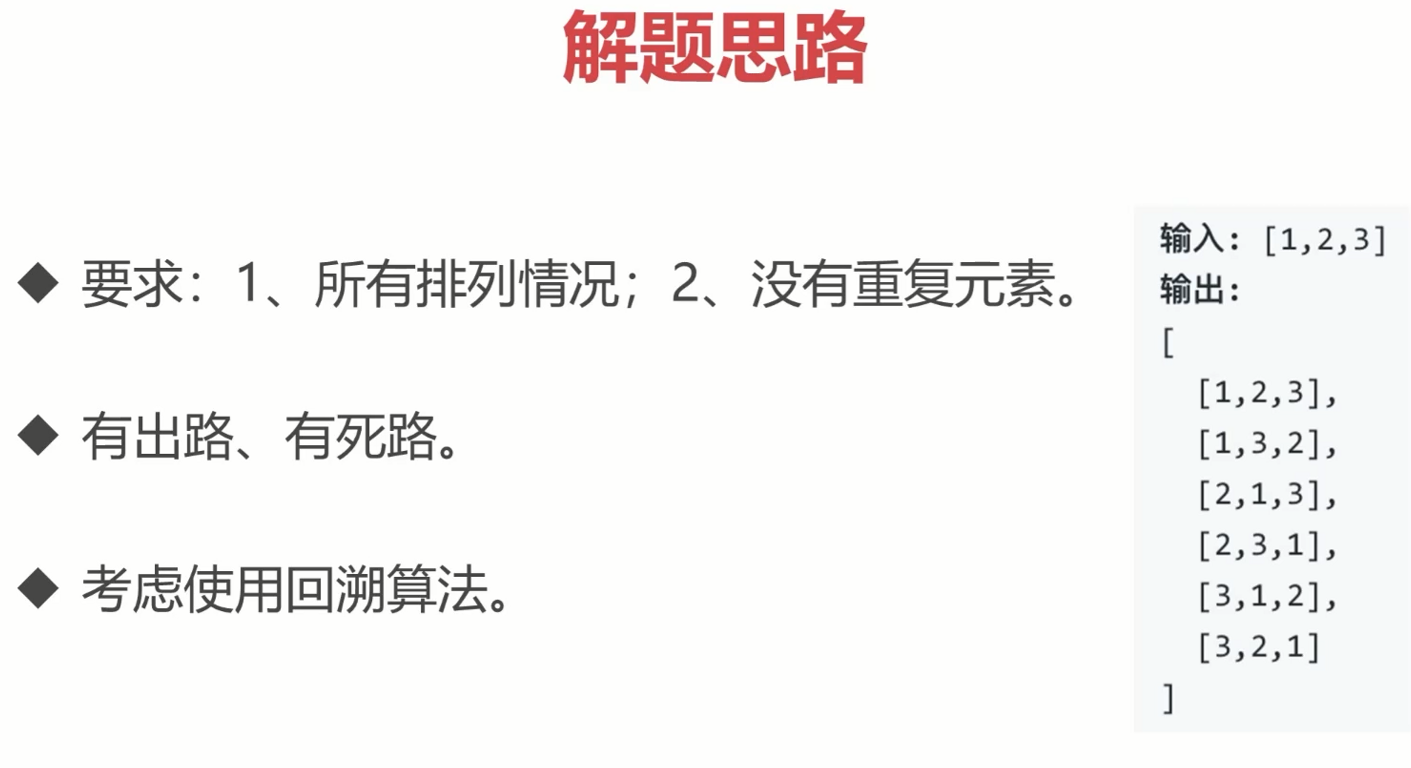 解题思路
◆ 要求：1、所有排列情况；2、没有重复元素。
◆ 有出路、有死路。
◆ 考虑使用回溯算法。
输入: [1,2,3]
输出:
[
[1,2,3],
[1,3,2],
[2,1,3],
[2,3,1],
[3,1,2],
[3,2,1]
]